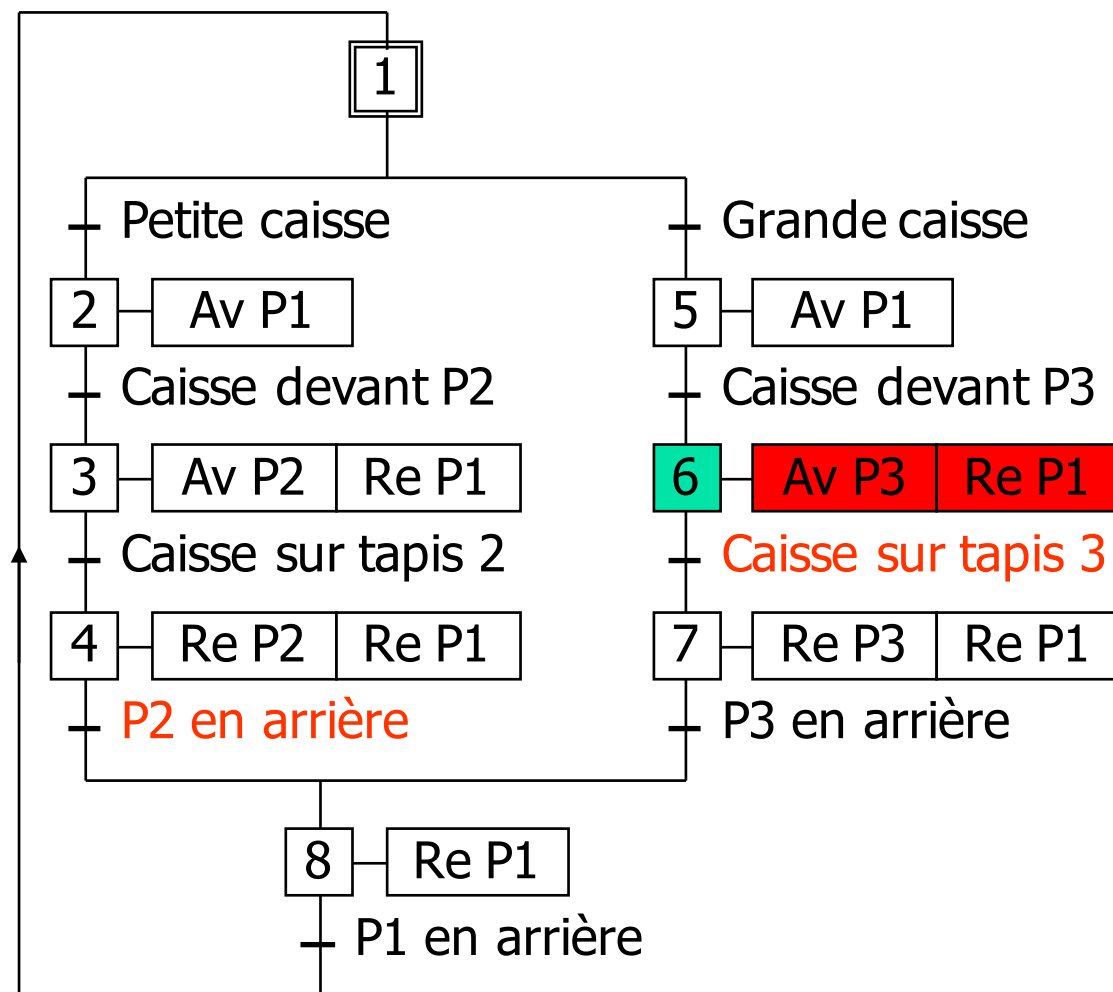 1
Petite caisse Grande caisse
2 Av P1 5 Av P1
Caisse devant P2 Caisse devant P3
3 Av P2 Re P1 6 Av P3 Re P1
Caisse sur tapis 2 Caisse sur tapis 3
4 Re P2 Re P1 7 Re P3 Re P1
P2 en arrière P3 en arrière
8 Re P1
P1 en arrière